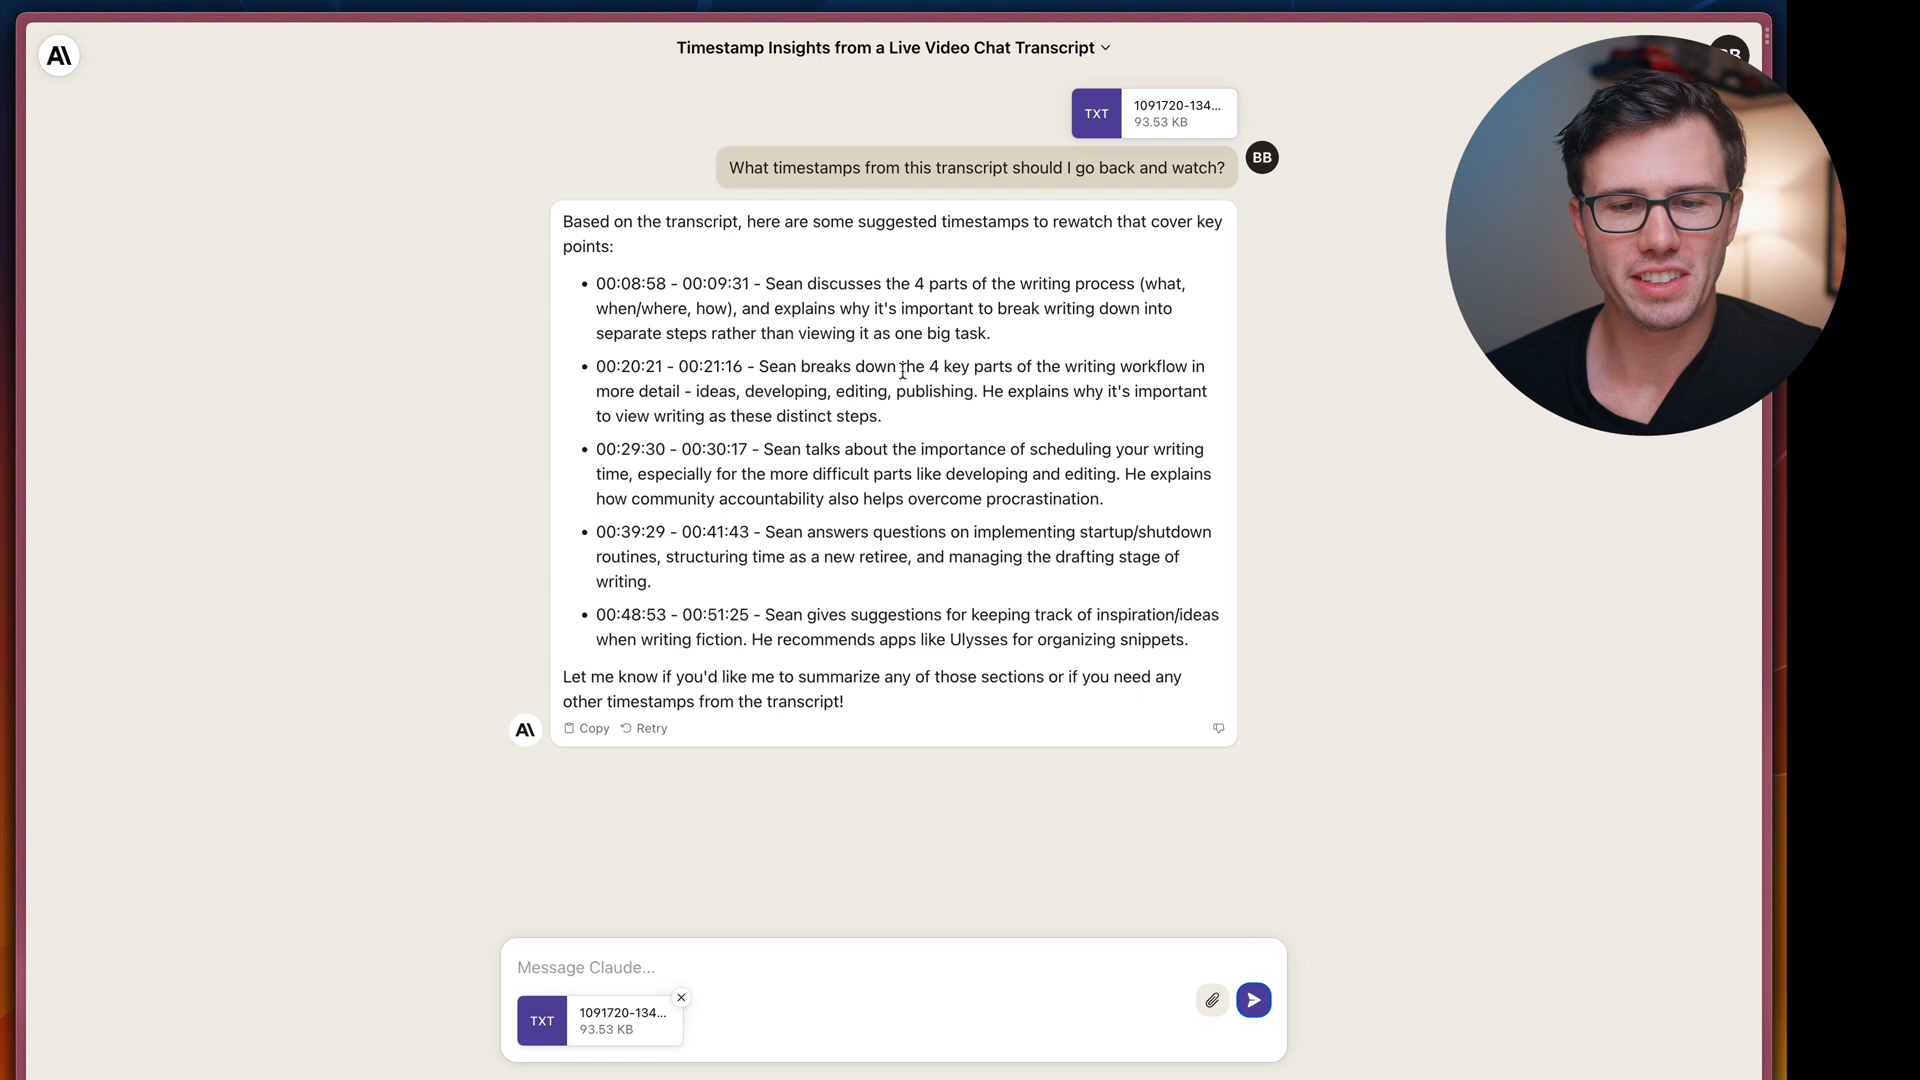 Timestamp Insights from a Live Video Chat Transcript
TXT
1091720-134...
93.53 KB
What timestamps from this transcript should I go back and watch?
BB
Based on the transcript, here are some suggested timestamps to rewatch that cover key
points:
• 00:08:58 - 00:09:31 - Sean discusses the 4 parts of the writing process (what,
when/where, how), and explains why it's important to break writing down into
separate steps rather than viewing it as one big task.
• 00:20:21 - 00:21:16 - Sean breaks down the 4 key parts of the writing workflow in
more detail - ideas, developing, editing, publishing. He explains why it's important
to view writing as these distinct steps.
• 00:29:30 - 00:30:17 - Sean talks about the importance of scheduling your writing
time, especially for the more difficult parts like developing and editing. He explains
how community accountability also helps overcome procrastination.
• 00:39:29 - 00:41:43 - Sean answers questions on implementing startup/shutdown
routines, structuring time as a new retiree, and managing the drafting stage of
writing.
• 00:48:53 - 00:51:25 - Sean gives suggestions for keeping track of inspiration/ideas
when writing fiction. He recommends apps like Ulysses for organizing snippets.
Let me know if you'd like me to summarize any of those sections or if you need any
other timestamps from the transcript!
Copy Retry
Message Claude...
TXT
1091720-134...
93.53 KB